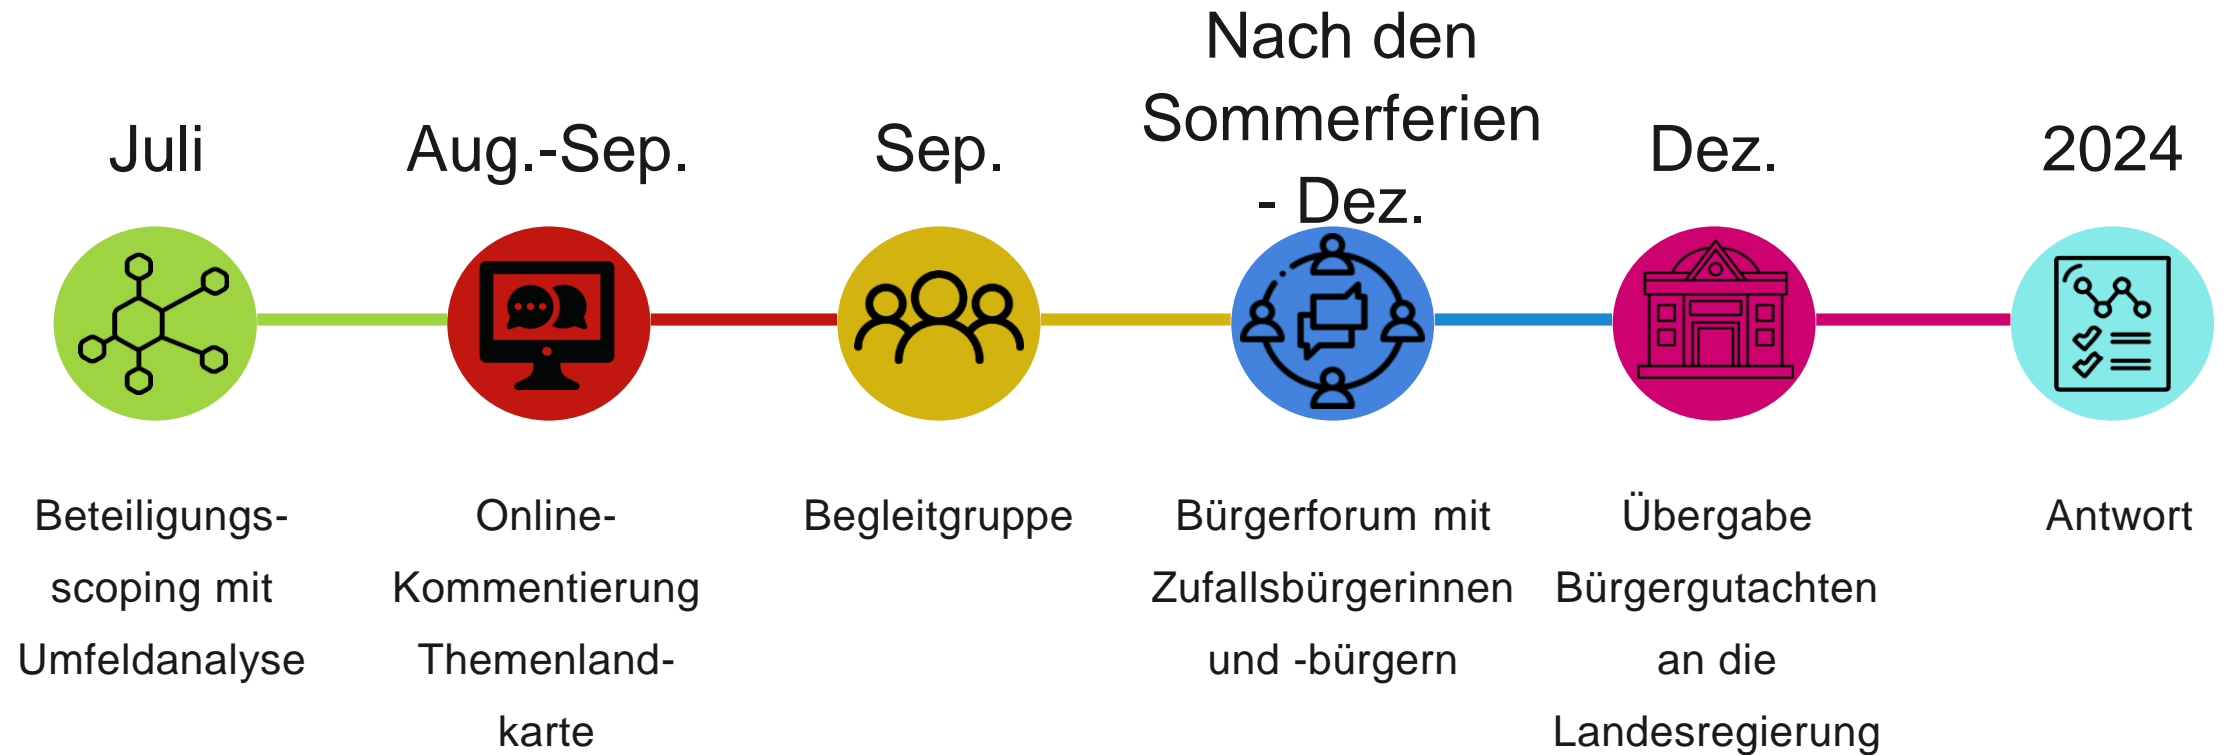 Juli
Aug.-Sep.
Sep.
Nach den
Sommerferien
- Dez.
Dez.
2024
Beteiligungs-
scoping mit
Umfeldanalyse
Online-
Kommentierung
Themenland-
karte
Begleitgruppe
Bürgerforum mit
Zufallsbürgerinnen
und -bürgern
Übergabe
Bürgergutachten
an die
Landesregierung
Antwort